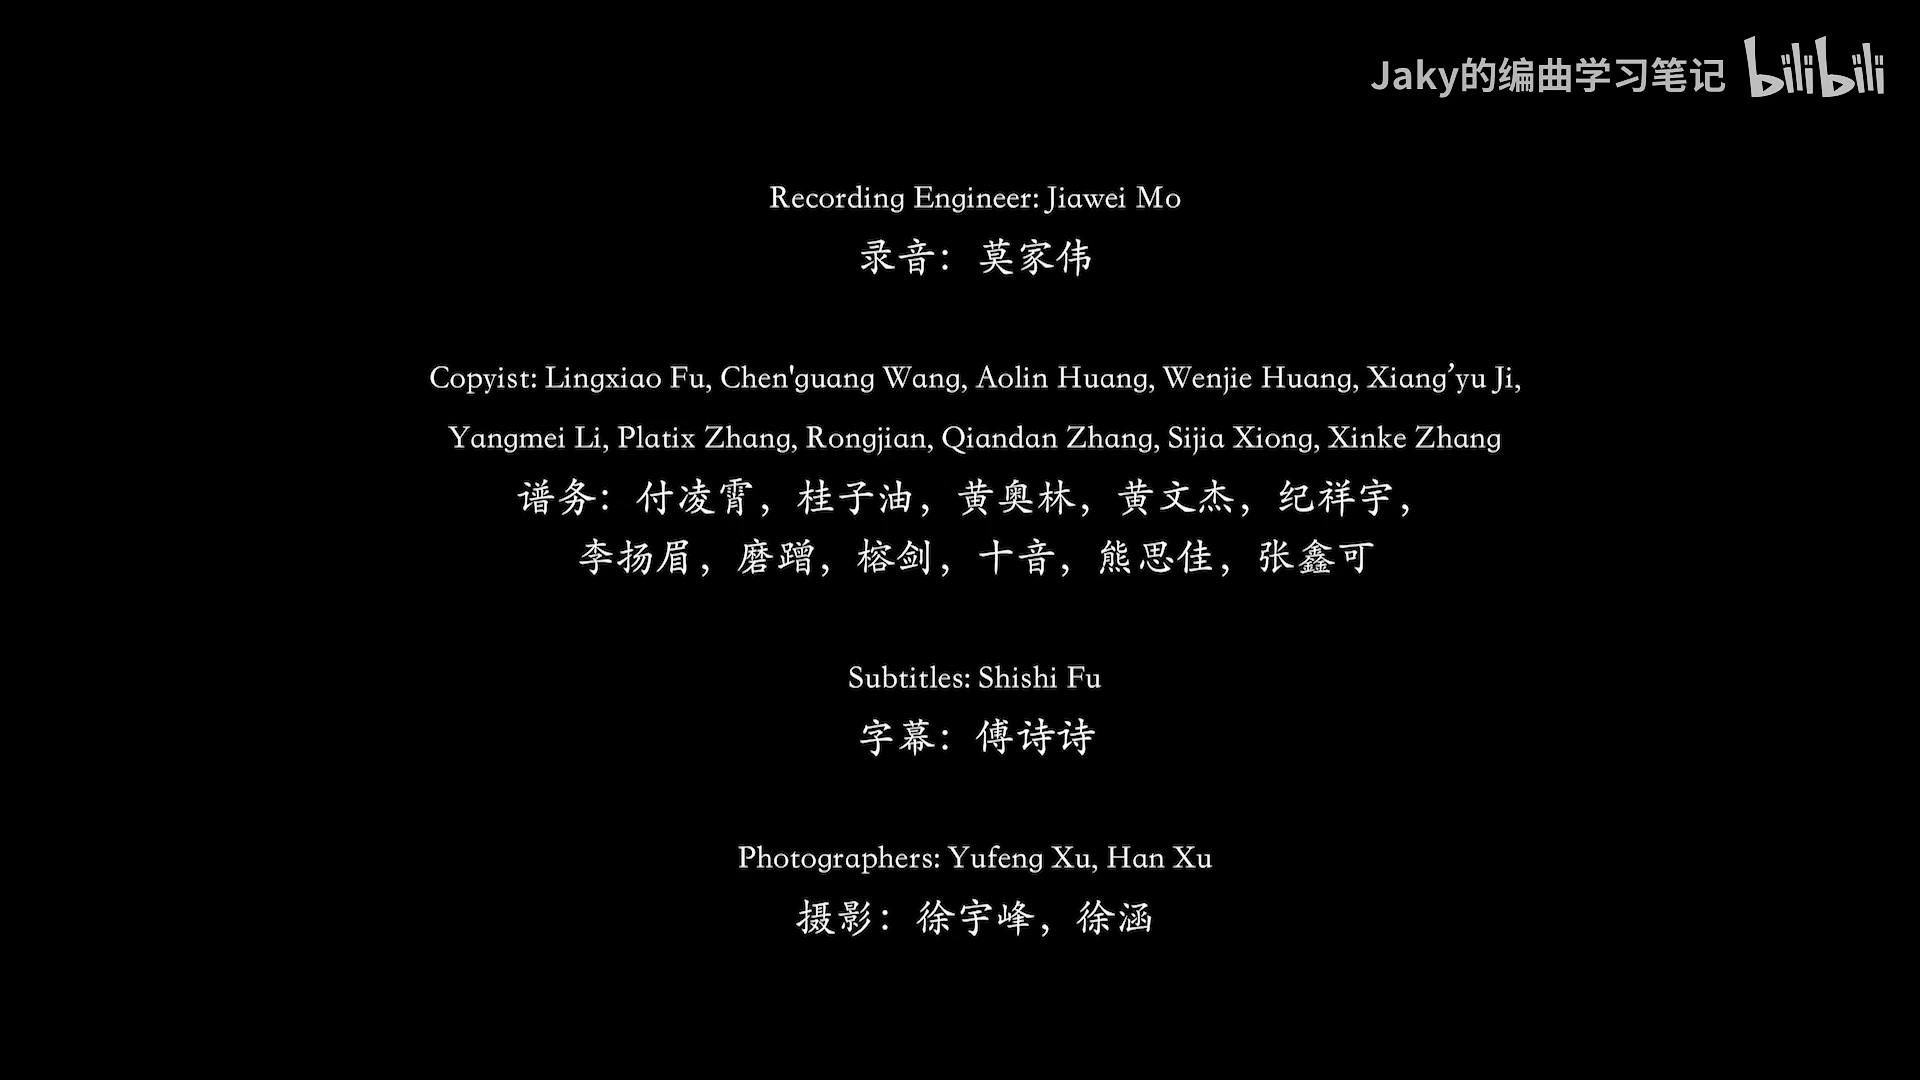 Jaky的编曲学习笔记 bilibili
Recording Engineer: Jiawei Mo
录音：莫家伟
Copyist: Lingxiao Fu, Chen'guang Wang, Aolin Huang, Wenjie Huang, Xiang’yu Ji,
Yangmei Li, Platix Zhang, Rongjian, Qiandan Zhang, Sijia Xiong, Xinke Zhang
谱务：付凌霄，桂子油，黄奥林，黄文杰，纪祥宇，
李扬眉，磨蹭，榕剑，十音，熊思佳，张鑫可
Subtitles: Shishi Fu
字幕：傅诗诗
Photographers: Yufeng Xu, Han Xu
摄影：徐宇峰，徐涵